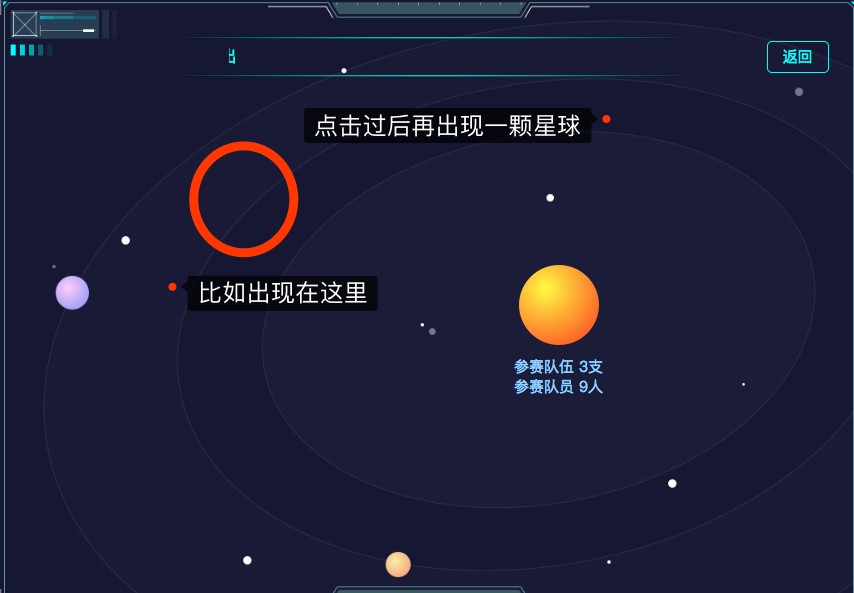 出
返回
点击过后再出现一颗星球
比如出现在这里
参赛队伍 3支
参赛队员 9人